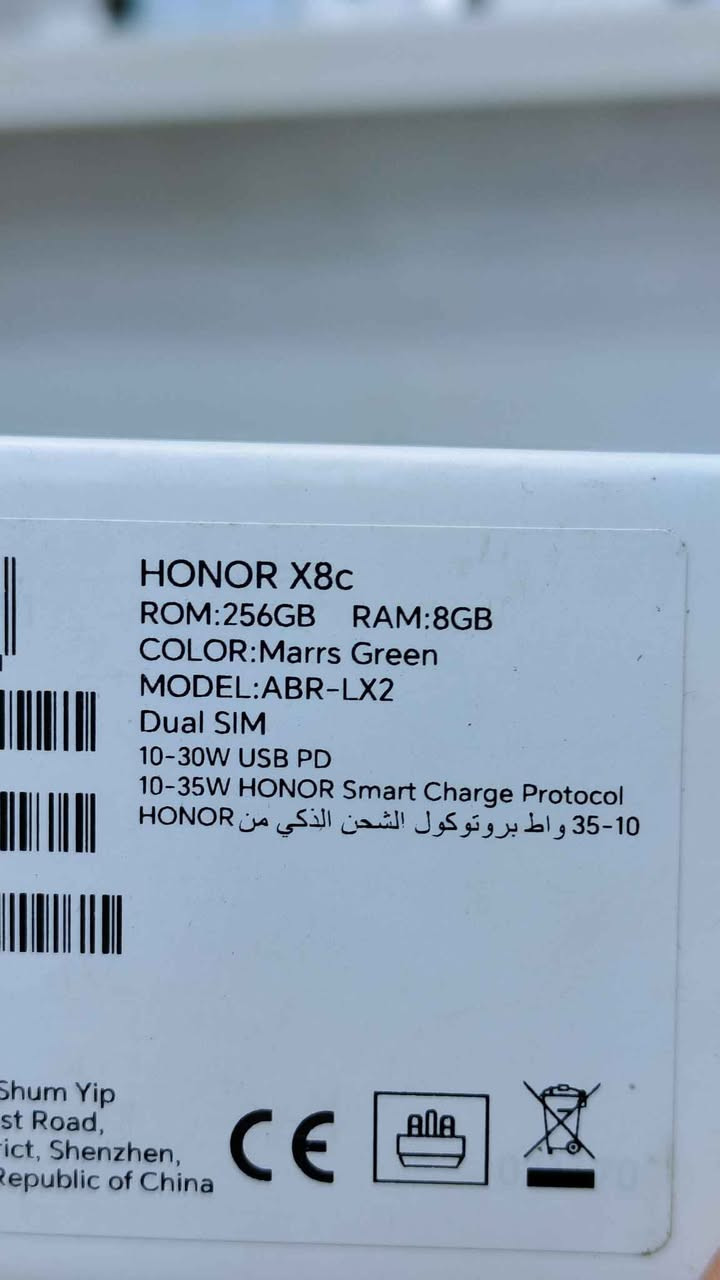 HONOR X8c
ROM:256GB RAM:8GB
COLOR:Marrs Green
MODEL:ABR-LX2
Dual SIM
10-30W USB PD
10-35W HONOR Smart Charge Protocol
35-10 واط بروتوكول الشحن الذكي من HONOR
Shum Yip
st Road,
rict, Shenzhen,
Republic of China
CE